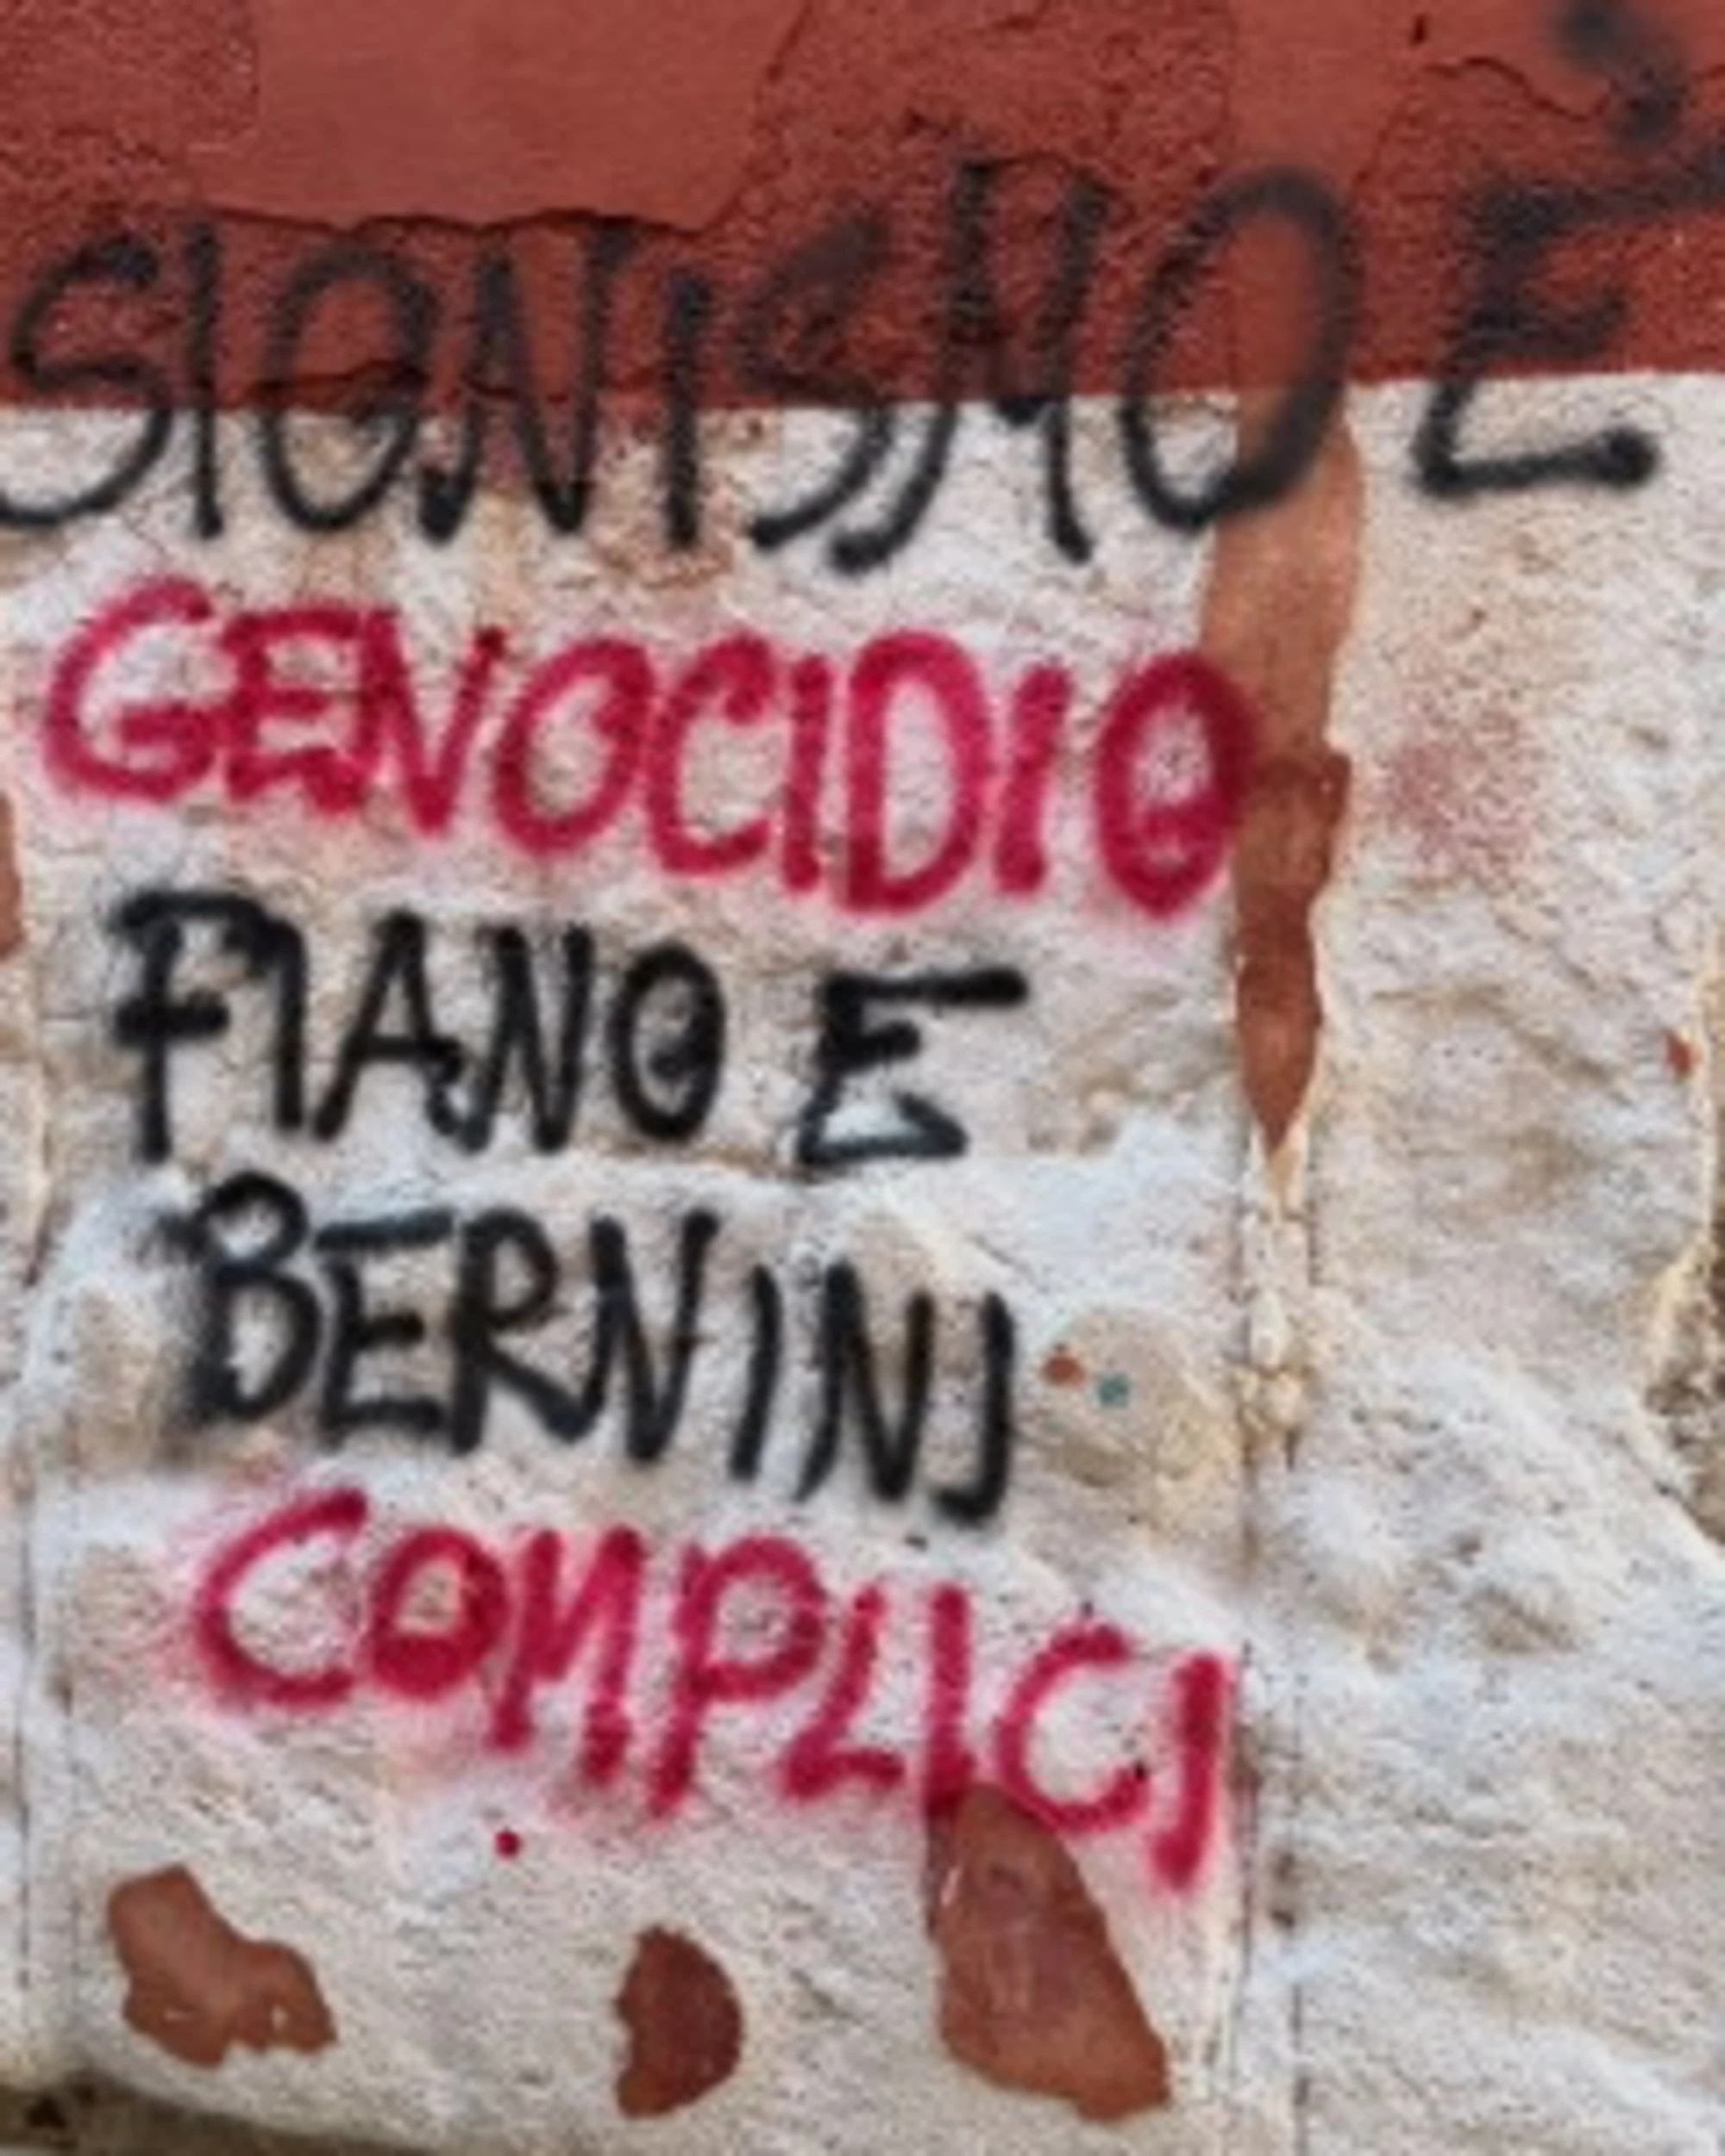 SIONISMO È
GENOCIDIO
FIANO E
BERNINI
COMPLICI